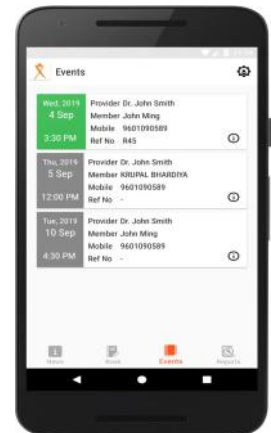 Events
Wed, 2019
4 Sep
3:30 PM
Provider Dr. John Smith
Member John Ming
Mobile 9601090589
Ref No R45
Thu, 2019
5 Sep
12:00 PM
Provider Dr. John Smith
Member KRUPAL BHARDIYA
Mobile 9601090589
Ref No -
Tue, 2019
10 Sep
4:30 PM
Provider Dr. John Smith
Member John Ming
Mobile 9601090589
Ref No -
News
Book
Events
Reports